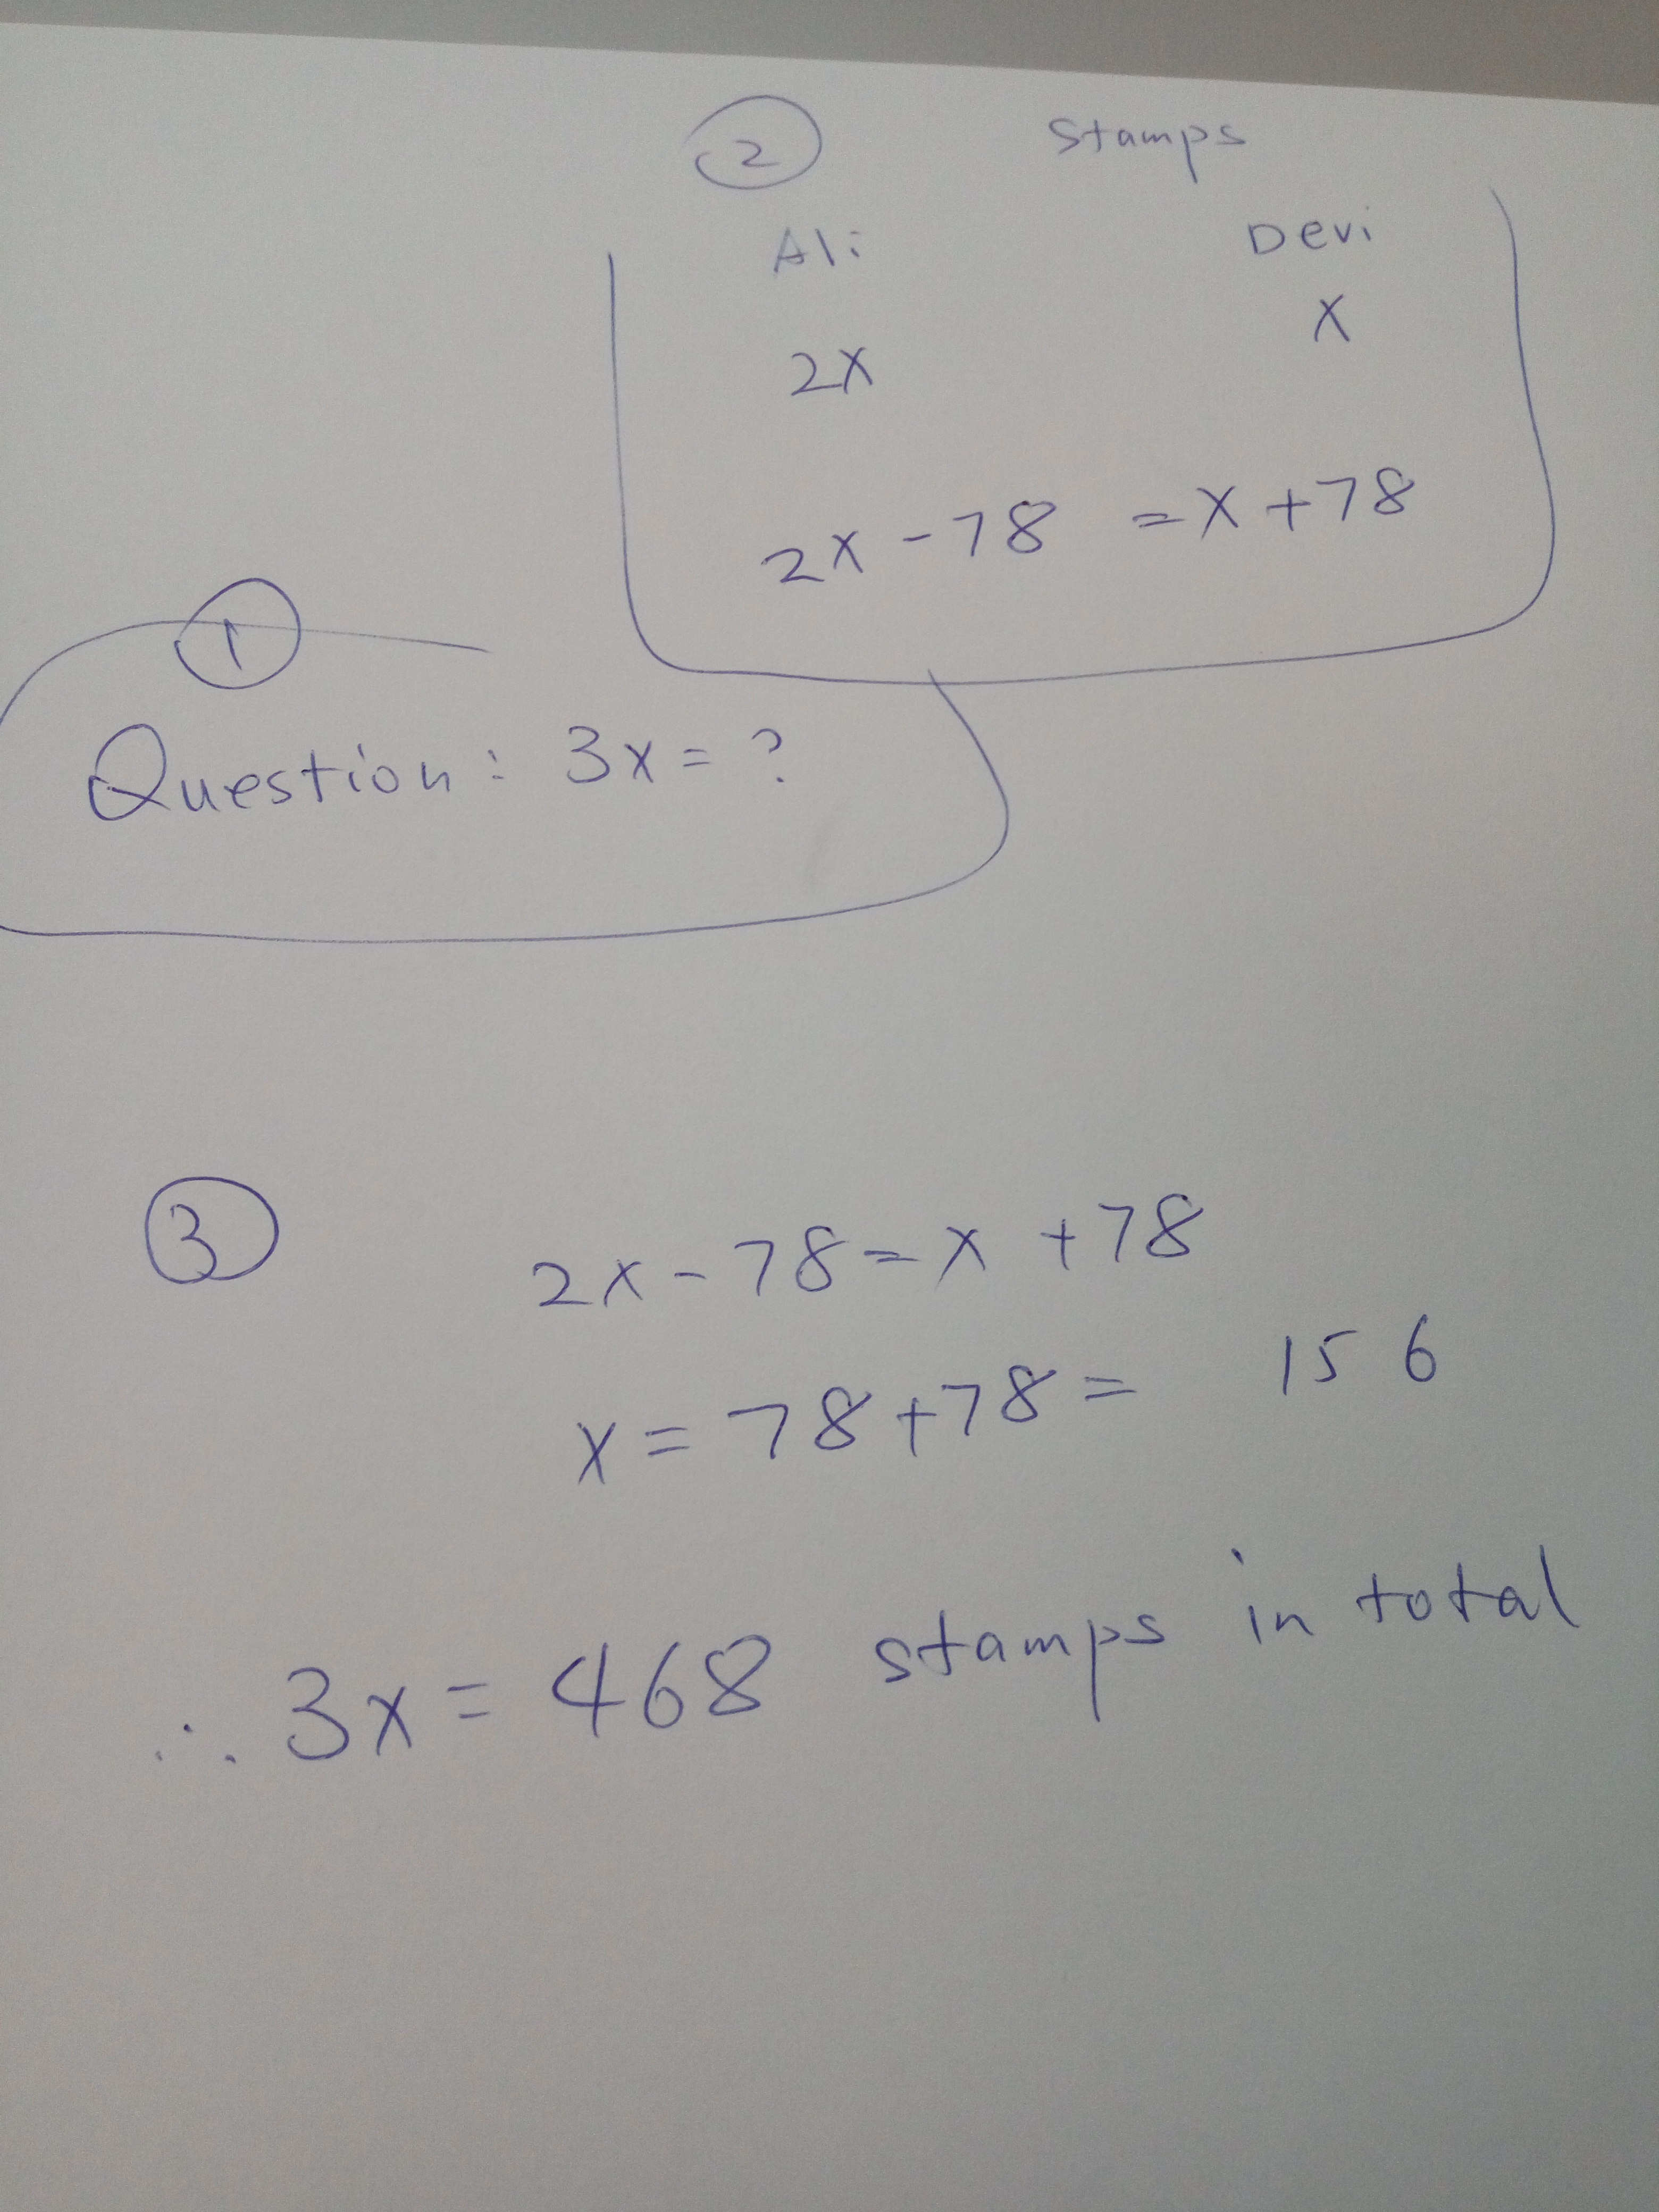 ② Stamps
Ali Devi
2x x
2x - 78 = x + 78
①
Question : 3x = ?
③ 2x - 78 = x + 78
x = 78 + 78 = 156
∴ 3x = 468 stamps in total